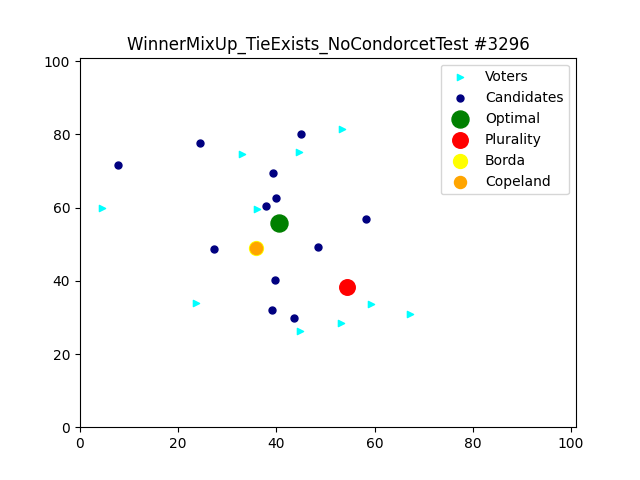 WinnerMixUp_TieExists_NoCondorcetTest #3296
Voters
Candidates
Optimal
Plurality
Borda
Copeland
100
80
60
40
20
0
0 20 40 60 80 100